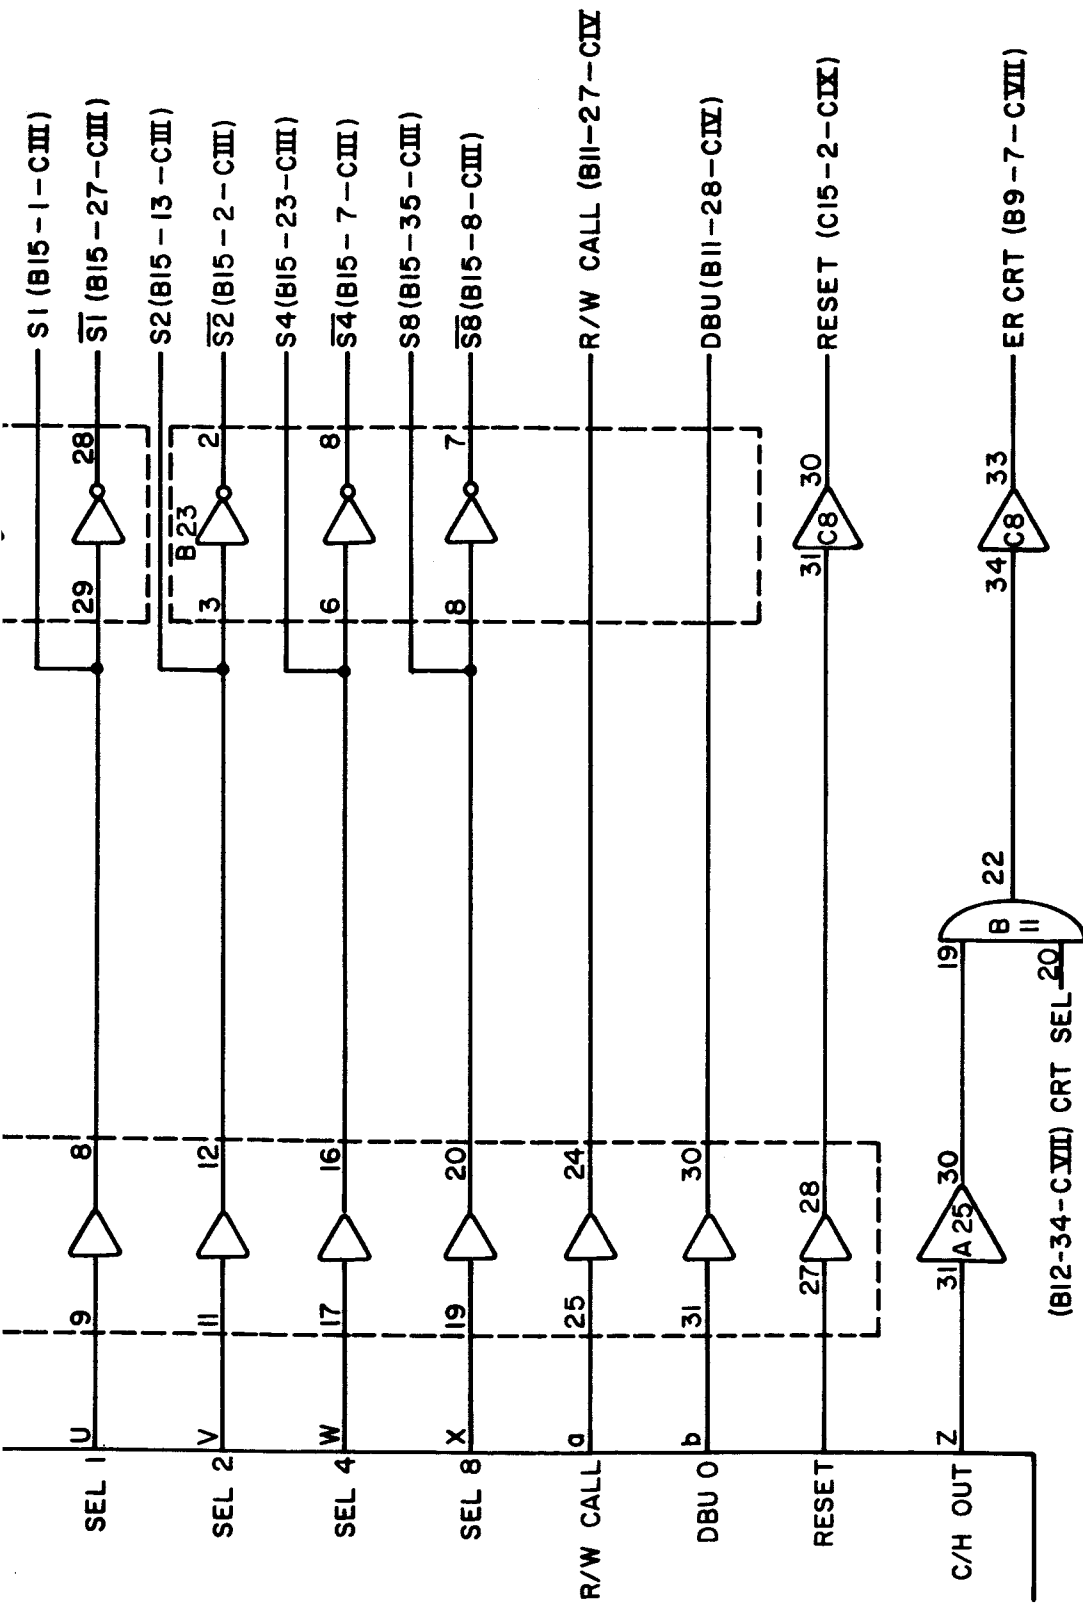 SEL 1 U 9 8 29 28 S1 (B15-1-CIII)
S̅1̅ (B15-27-CIII)
SEL 2 V 11 12 3 B 23 2 S2 (B15-13-CIII)
S̅2̅ (B15-2-CIII)
SEL 4 W 17 16 6 8 S4 (B15-23-CIII)
S̅4̅ (B15-7-CIII)
SEL 8 X 19 20 8 7 S8 (B15-35-CIII)
S̅8̅ (B15-8-CIII)
R/W CALL a 25 24 R/W CALL (B11-27-CIV
DBU 0 b 31 30 DBU (B11-28-CIV)
RESET 27 28 31 C8 30 RESET (C15-2-CIX)
C/H OUT Z 31 A 25 30 19 B 11 22 34 C8 33 ER CRT (B9-7-CVII)
(B12-34-CVII) CRT SEL 20